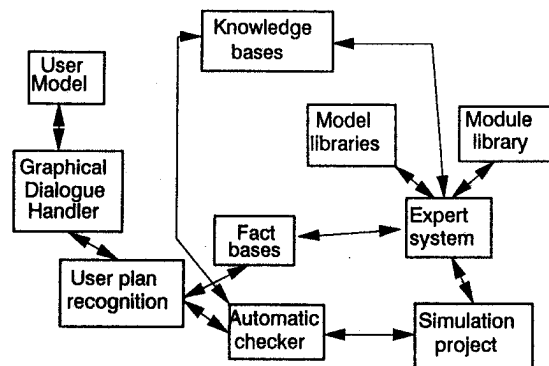 Knowledge
bases
User
Model
Model
libraries
Module
library
Graphical
Dialogue
Handler
Fact
bases
Expert
system
User plan
recognition
Automatic
checker
Simulation
project